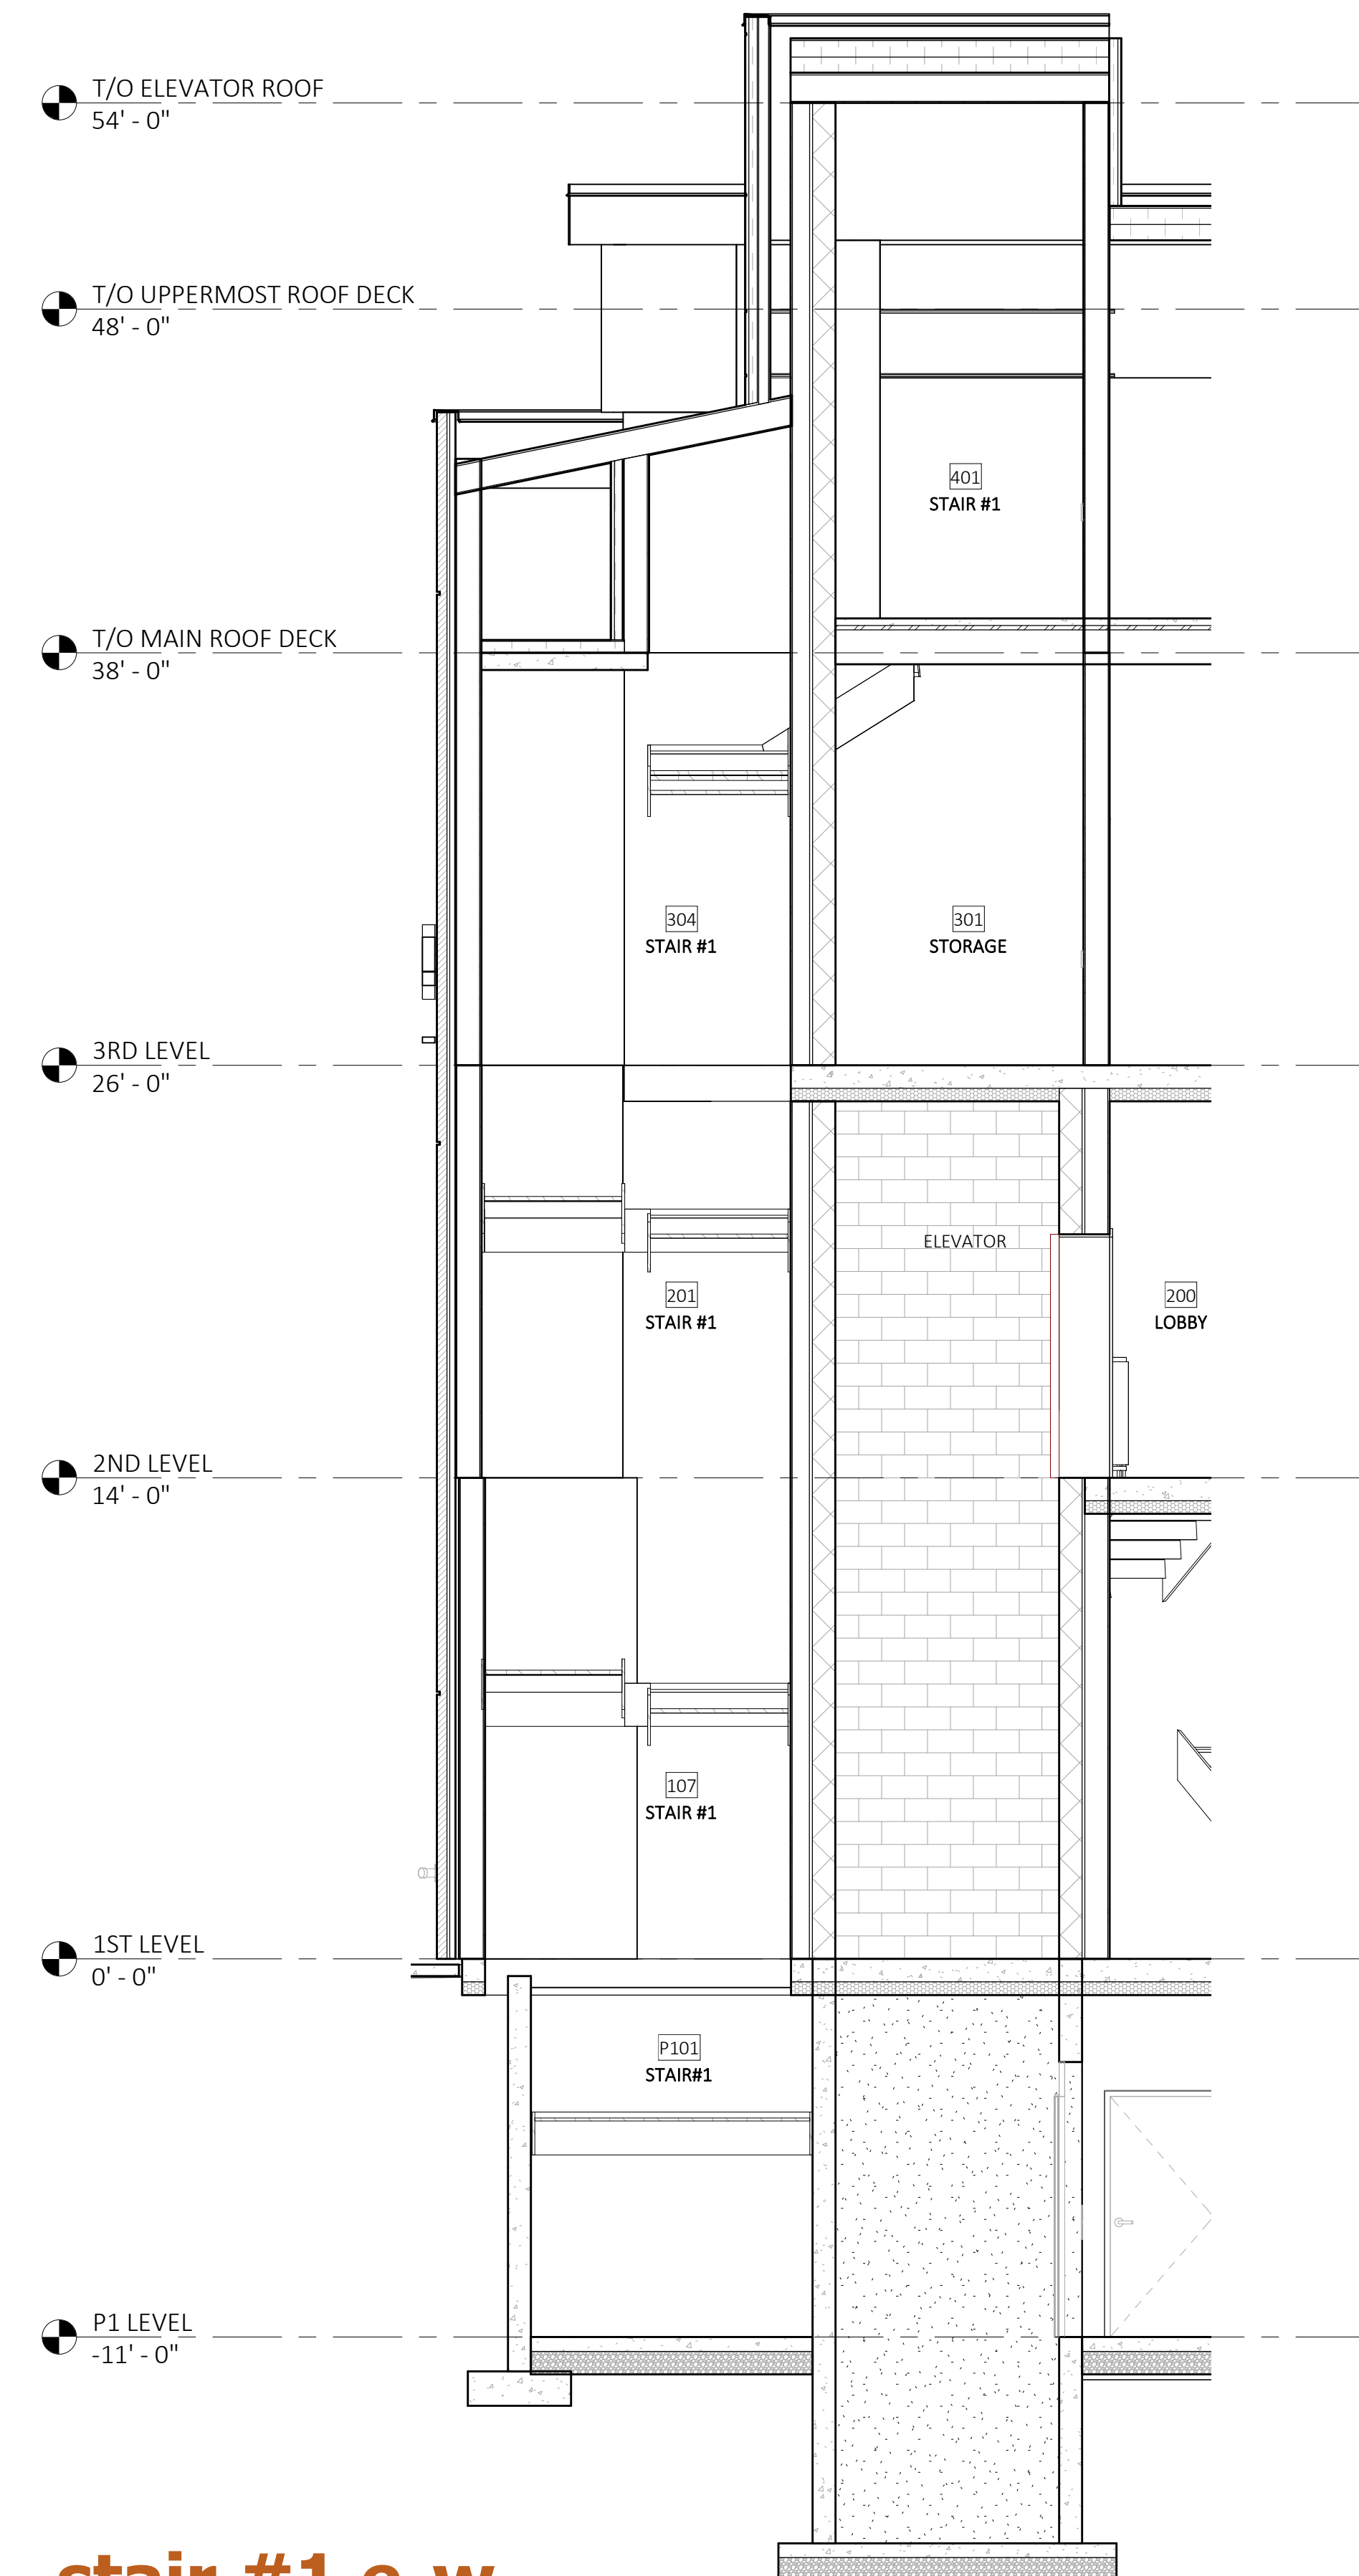 T/O ELEVATOR ROOF
54' - 0"
T/O UPPERMOST ROOF DECK
48' - 0"
401
STAIR #1
T/O MAIN ROOF DECK
38' - 0"
304
STAIR #1
301
STORAGE
3RD LEVEL
26' - 0"
ELEVATOR
201
STAIR #1
200
LOBBY
2ND LEVEL
14' - 0"
107
STAIR #1
1ST LEVEL
0' - 0"
P101
STAIR#1
P1 LEVEL
-11' - 0"
stair #1 e-w